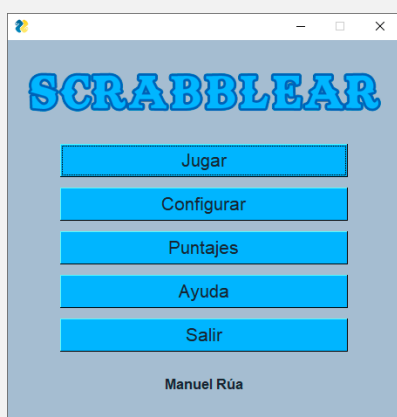 SCRABBLEAR
Jugar
Configurar
Puntajes
Ayuda
Salir
Manuel Rúa